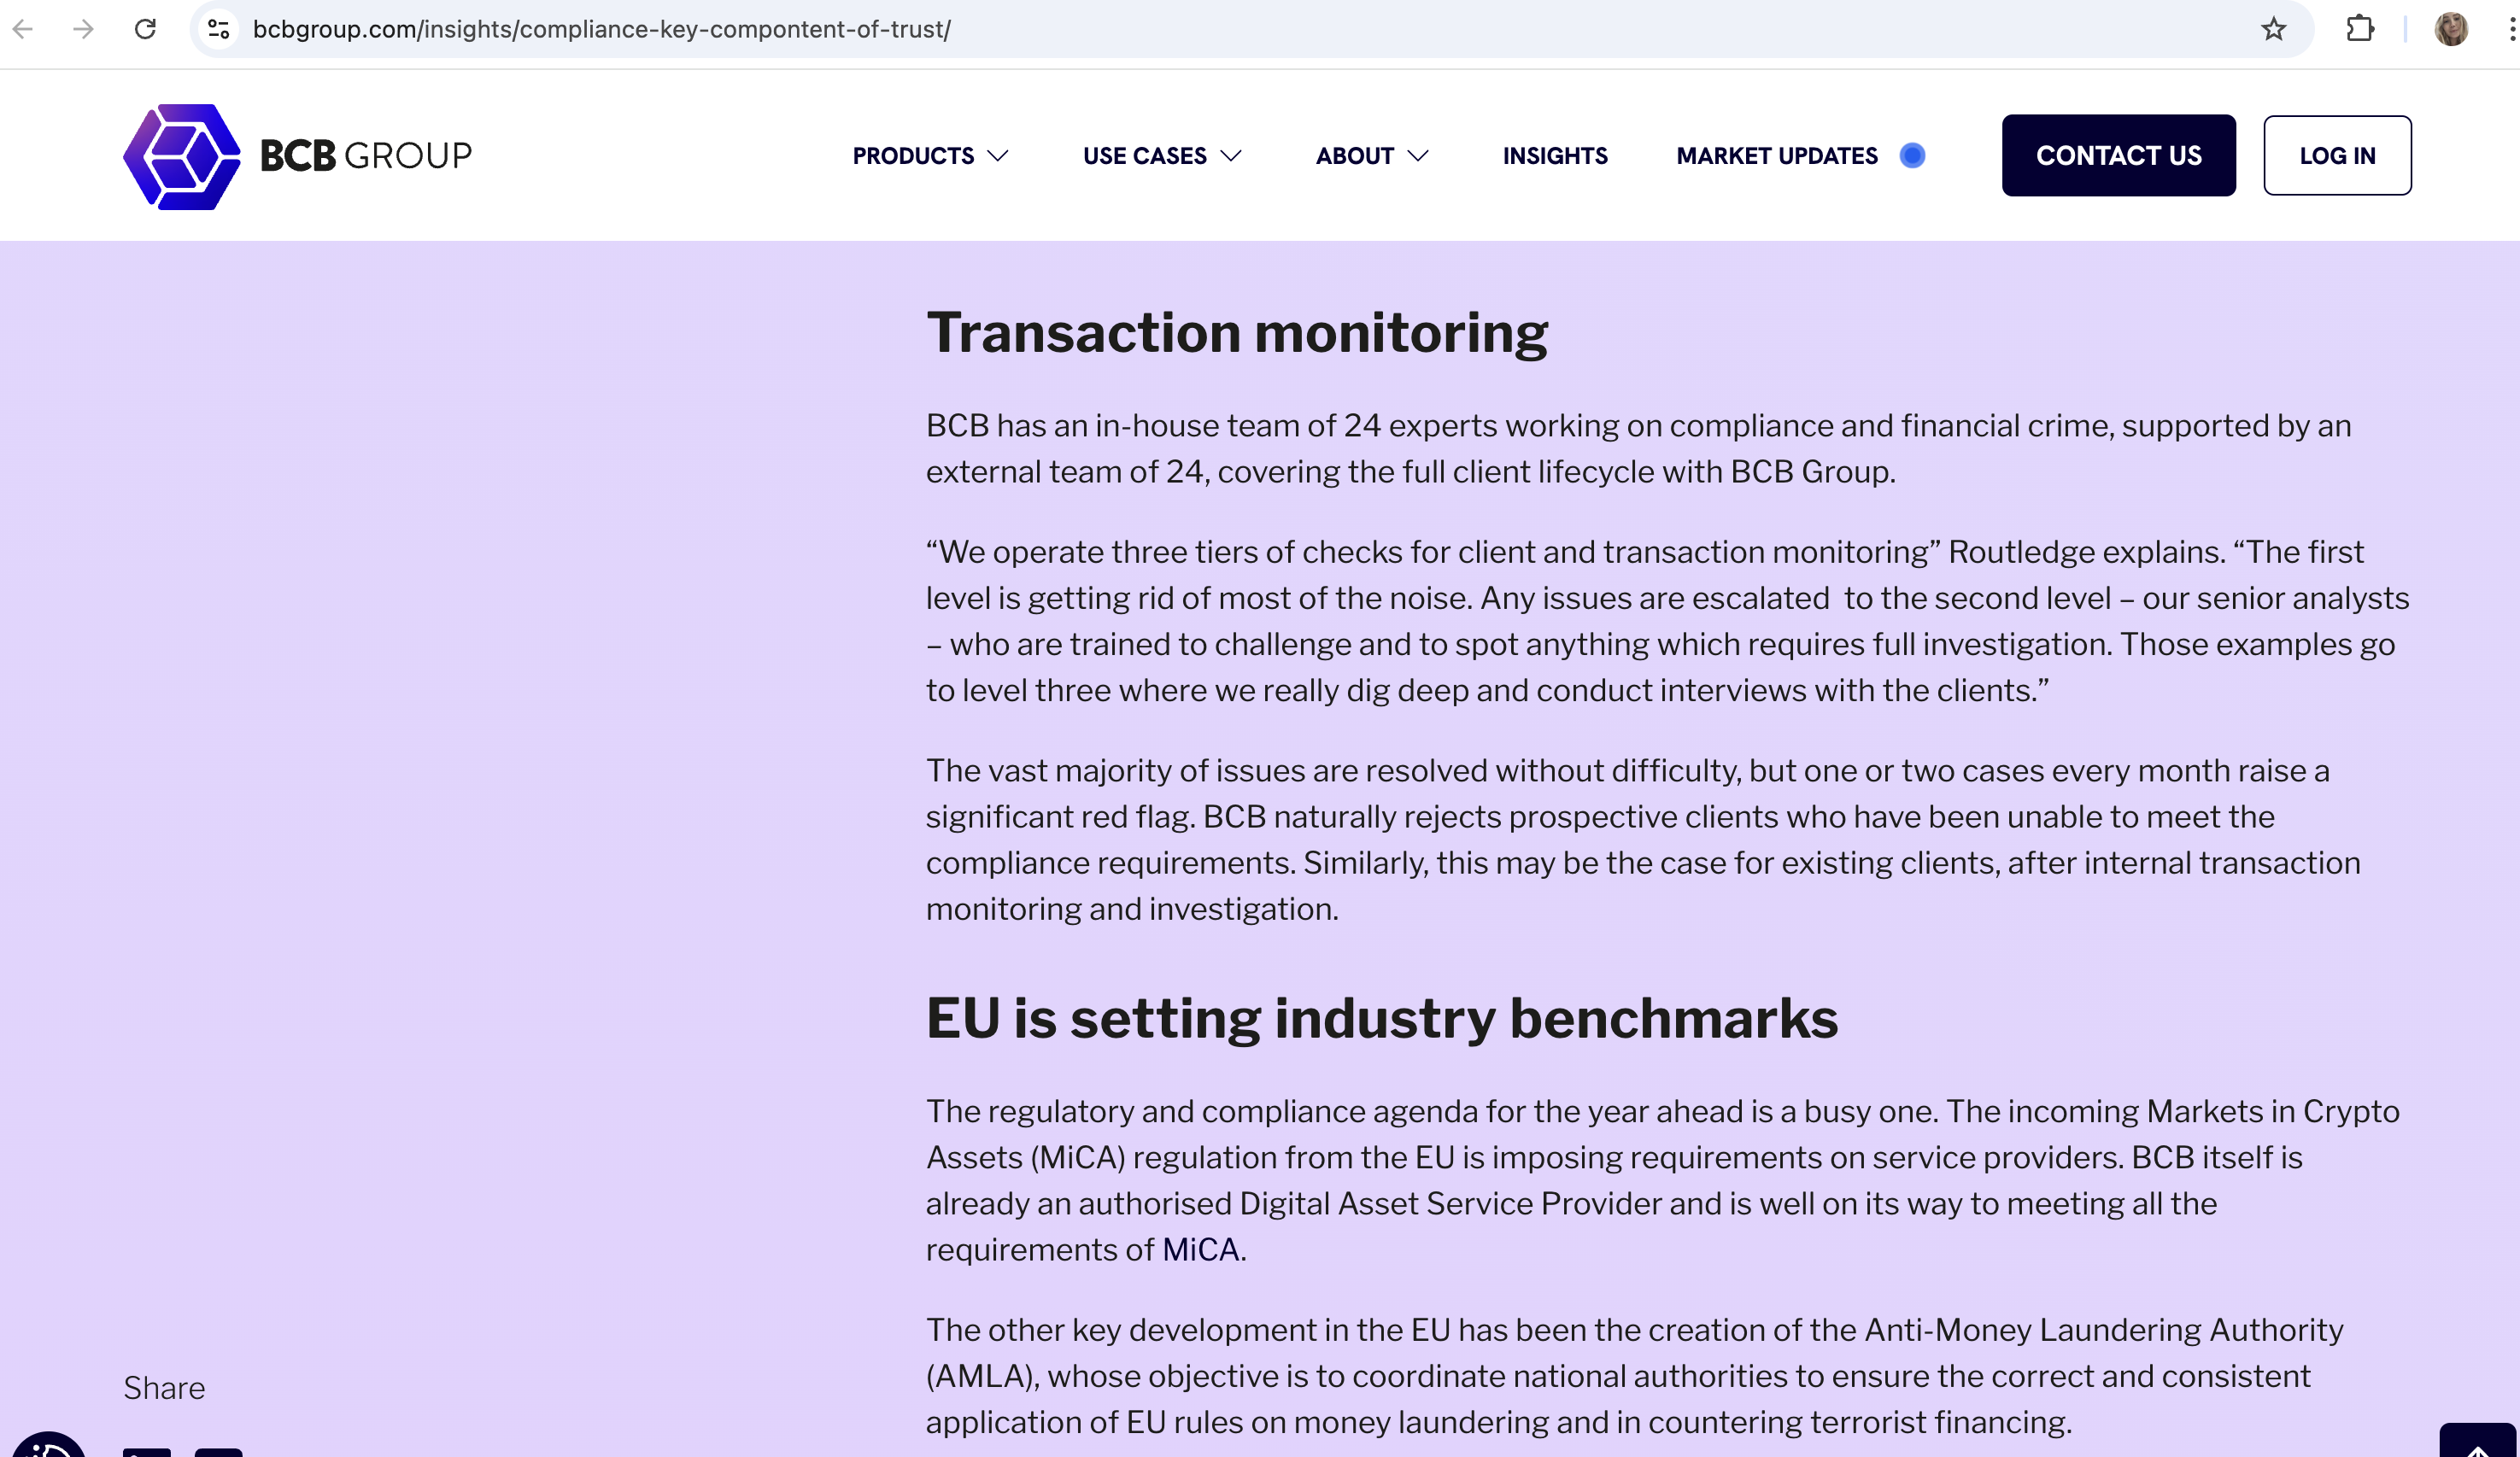 bcbgroup.com/insights/compliance-key-compontent-of-trust/
BCB GROUP
PRODUCTS
USE CASES
ABOUT
INSIGHTS
MARKET UPDATES
CONTACT US
LOG IN
Transaction monitoring
BCB has an in-house team of 24 experts working on compliance and financial crime, supported by an
external team of 24, covering the full client lifecycle with BCB Group.
“We operate three tiers of checks for client and transaction monitoring” Routledge explains. “The first
level is getting rid of most of the noise. Any issues are escalated  to the second level – our senior analysts
– who are trained to challenge and to spot anything which requires full investigation. Those examples go
to level three where we really dig deep and conduct interviews with the clients.”
The vast majority of issues are resolved without difficulty, but one or two cases every month raise a
significant red flag. BCB naturally rejects prospective clients who have been unable to meet the
compliance requirements. Similarly, this may be the case for existing clients, after internal transaction
monitoring and investigation.
EU is setting industry benchmarks
The regulatory and compliance agenda for the year ahead is a busy one. The incoming Markets in Crypto
Assets (MiCA) regulation from the EU is imposing requirements on service providers. BCB itself is
already an authorised Digital Asset Service Provider and is well on its way to meeting all the
requirements of MiCA.
The other key development in the EU has been the creation of the Anti-Money Laundering Authority
(AMLA), whose objective is to coordinate national authorities to ensure the correct and consistent
application of EU rules on money laundering and in countering terrorist financing.
Share